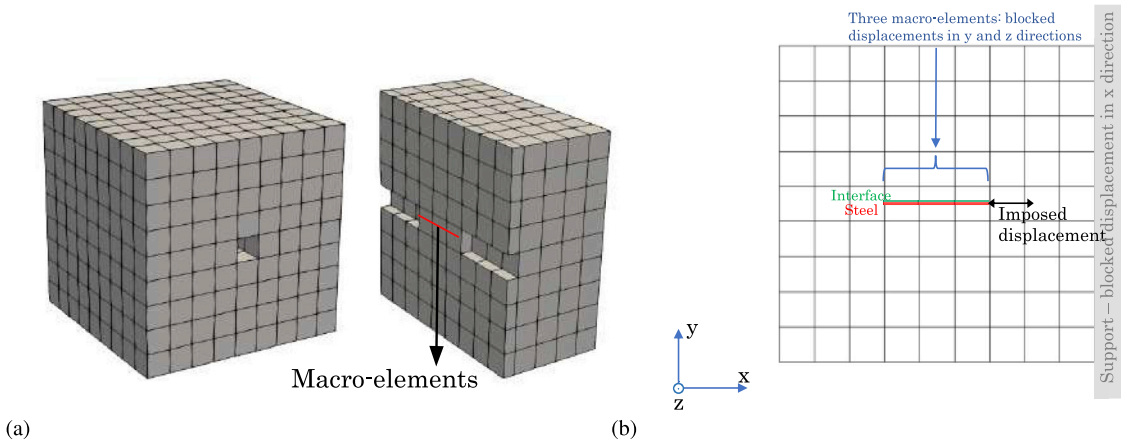 Macro-elements
(a)
Three macro-elements: blocked
displacements in y and z directions
Interface
Steel
Imposed
displacement
Support – blocked displacement in x direction
y
x
z
(b)